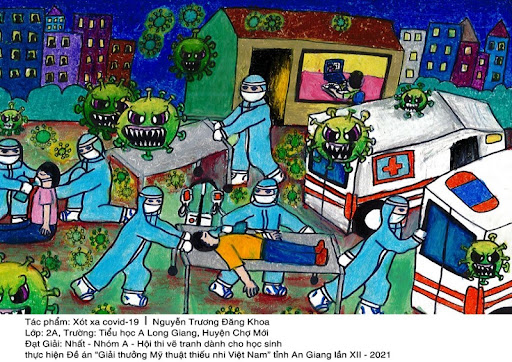 Tác phẩm: Xót xa covid-19 | Nguyễn Trương Đăng Khoa
Lớp: 2A, Trường: Tiểu học A Long Giang, Huyện Chợ Mới
Đạt Giải: Nhất - Nhóm A - Hội thi vẽ tranh dành cho học sinh
thực hiện Đề án "Giải thưởng Mỹ thuật thiếu nhi Việt Nam" tỉnh An Giang lần XII - 2021